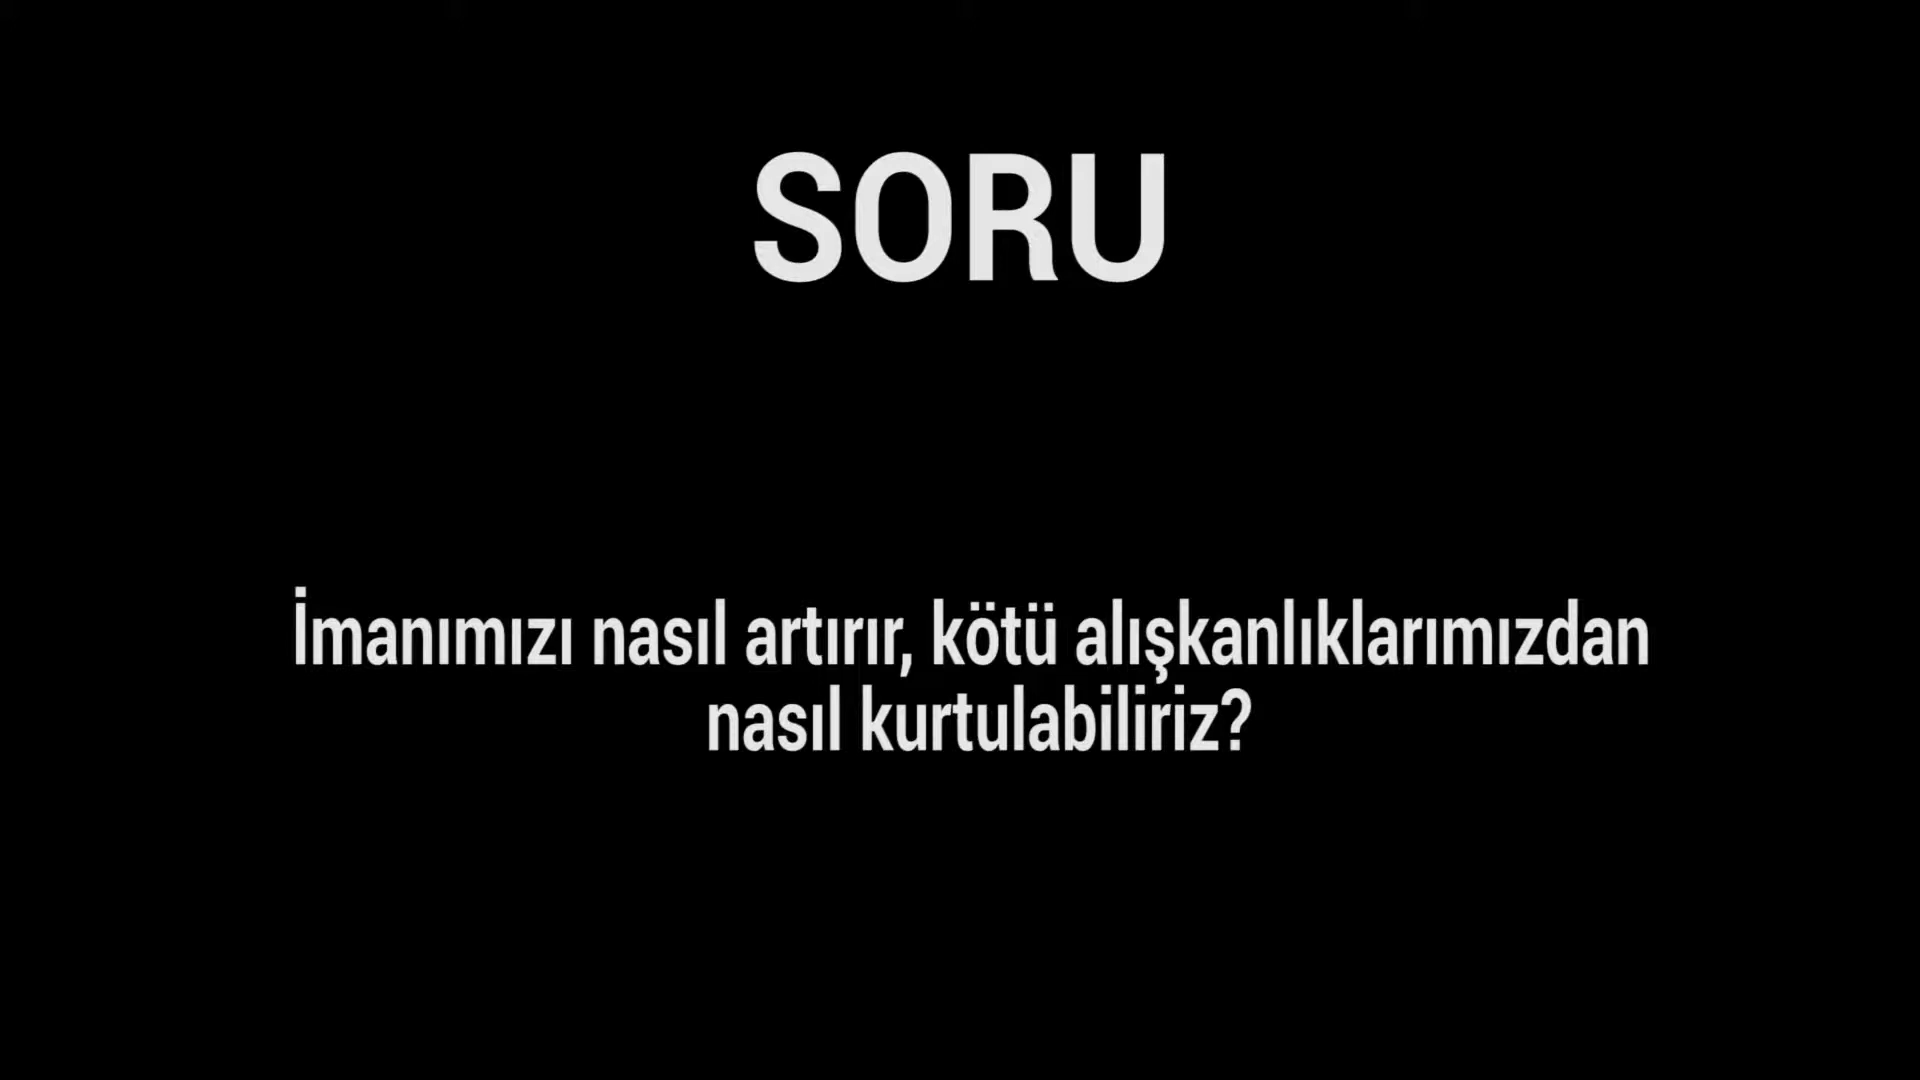 SORU
İmanımızı nasıl artırır, kötü alışkanlıklarımızdan
nasıl kurtulabiliriz?